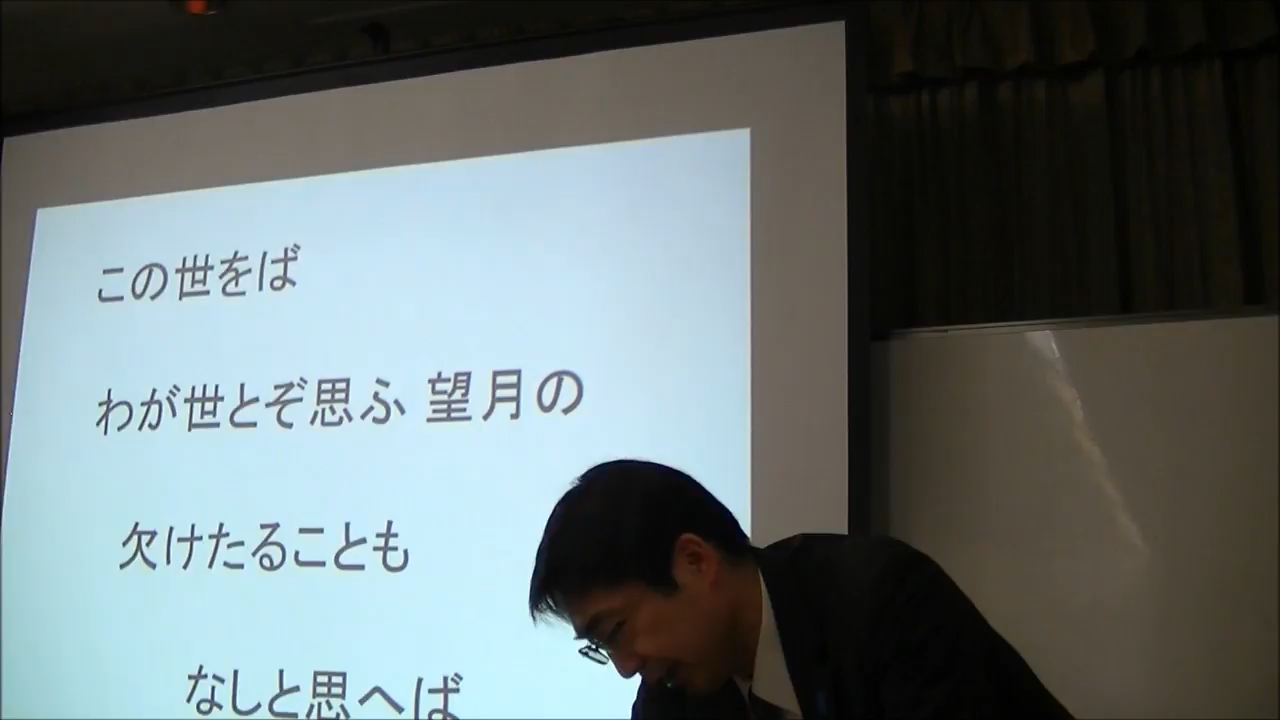 この世をば
わが世とぞ思ふ 望月の
欠けたることも
なしと思へば